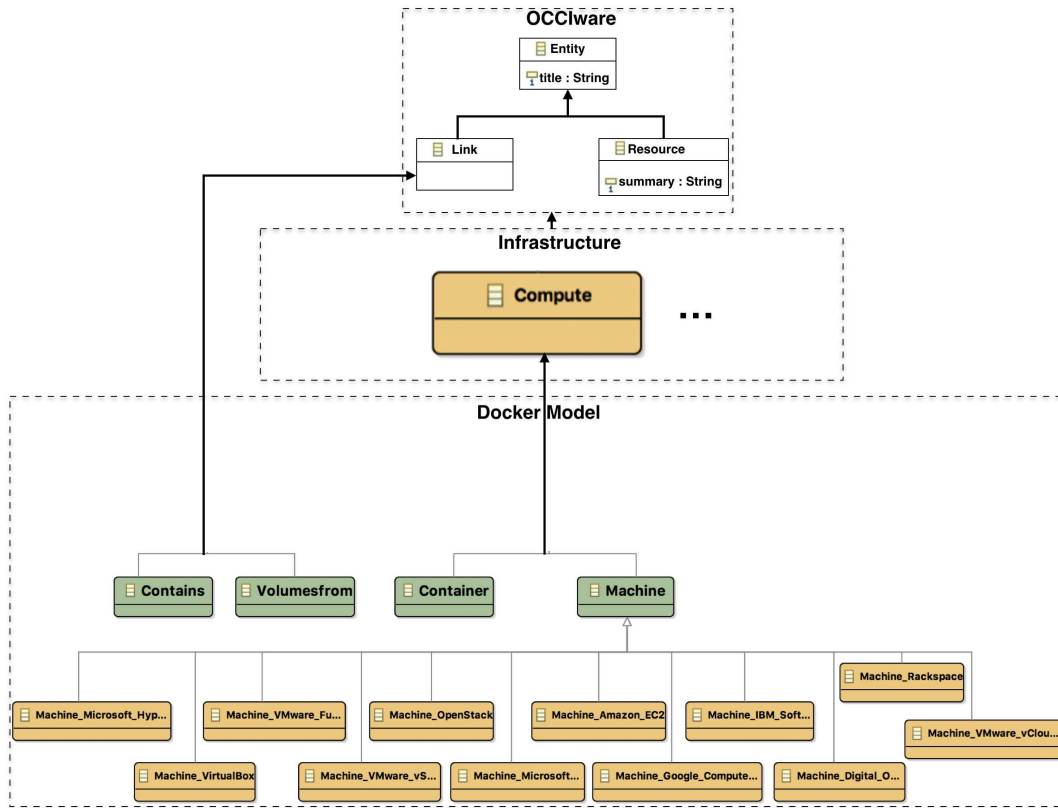 OCCIware
Entity
title : String
Link
Resource
summary : String
Infrastructure
Compute
...
Docker Model
Contains
Volumesfrom
Container
Machine
Machine_Rackspace
Machine_Microsoft_Hyp...
Machine_VMware_Fu...
Machine_OpenStack
Machine_Amazon_EC2
Machine_IBM_Soft...
Machine_VMware_vClou...
Machine_VirtualBox
Machine_VMware_vS...
Machine_Microsoft...
Machine_Google_Compute...
Machine_Digital_O...